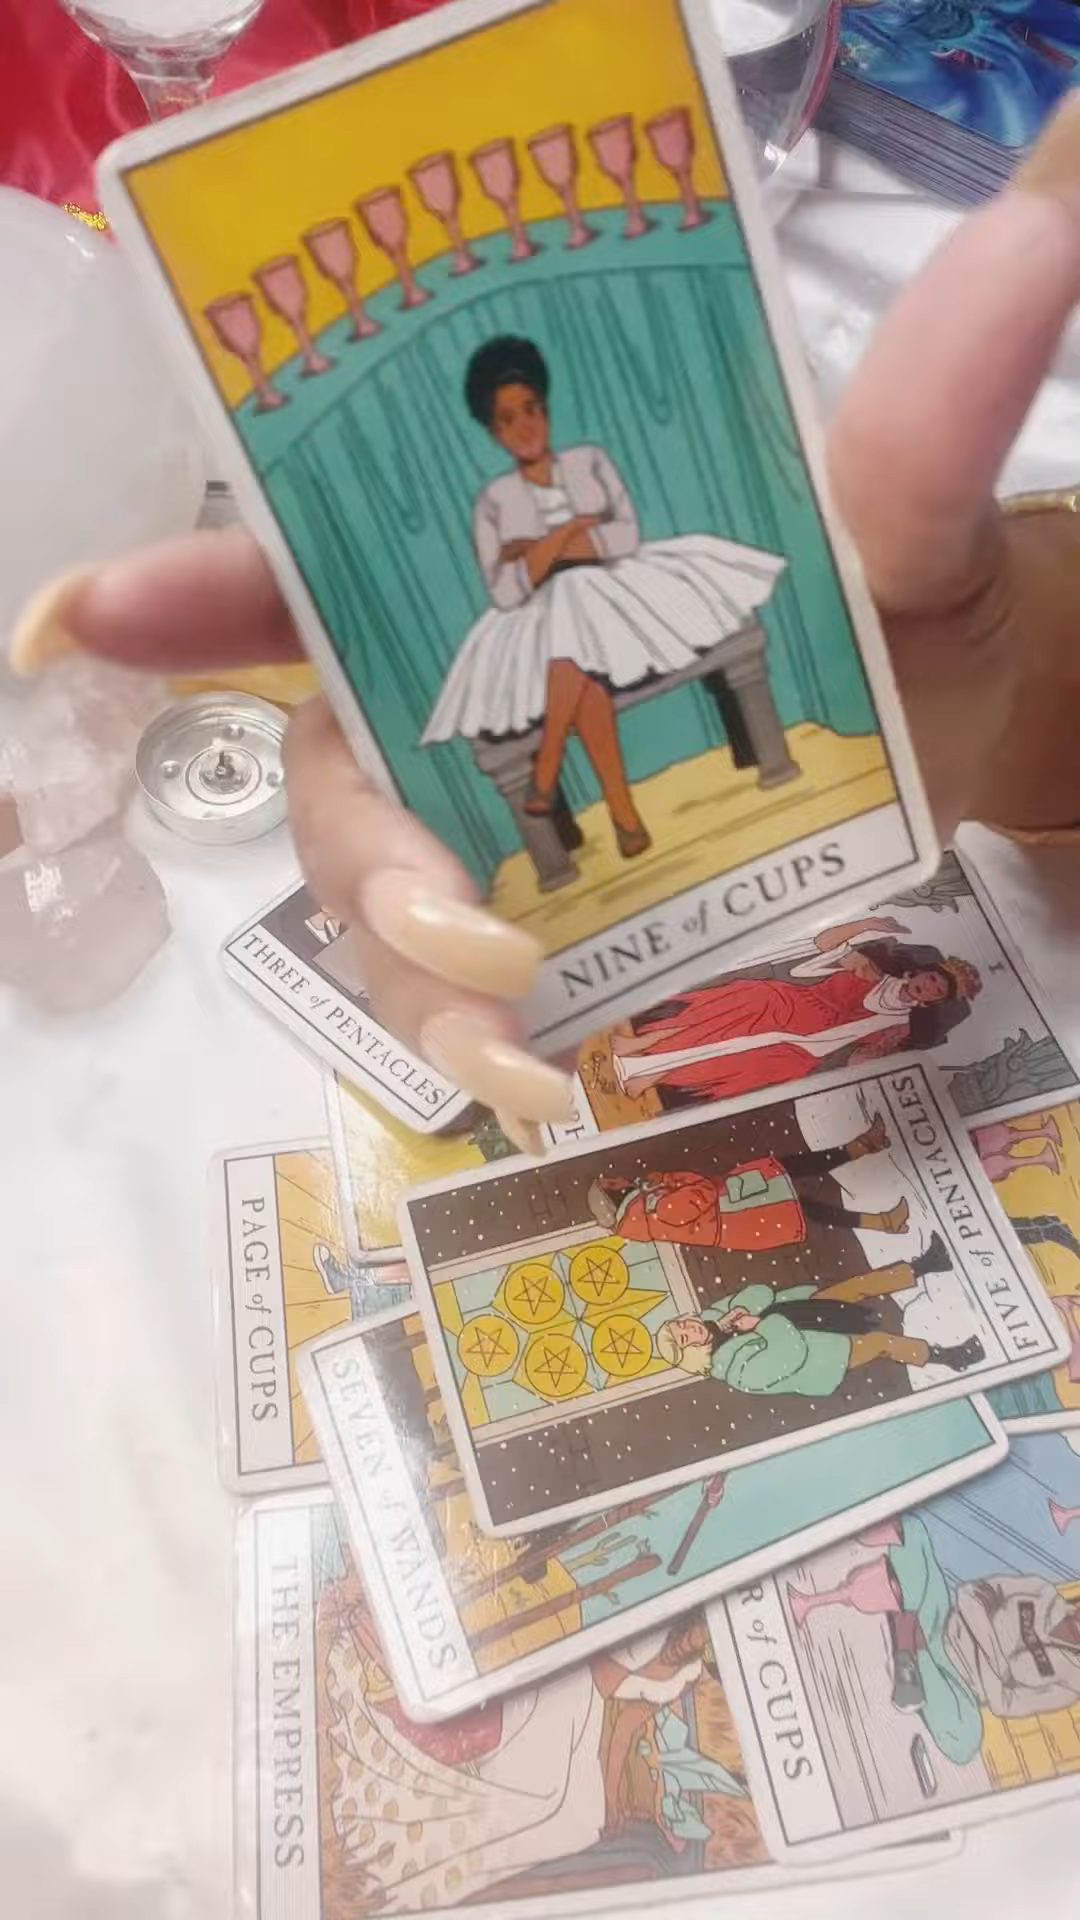 NINE of CUPS
THREE of PENTACLES
I
PH
FIVE of PENTACLES
PAGE of CUPS
SEVEN of WANDS
R of CUPS
THE EMPRESS